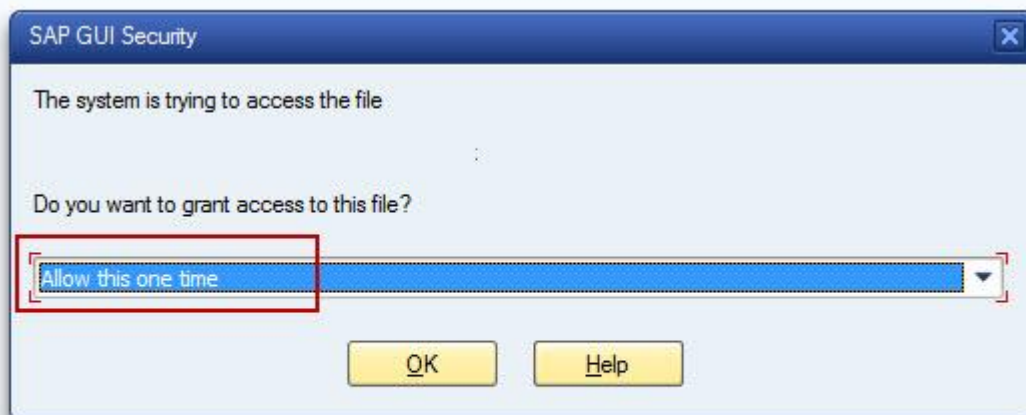 SAP GUI Security
The system is trying to access the file
:
Do you want to grant access to this file?
Allow this one time
OK Help